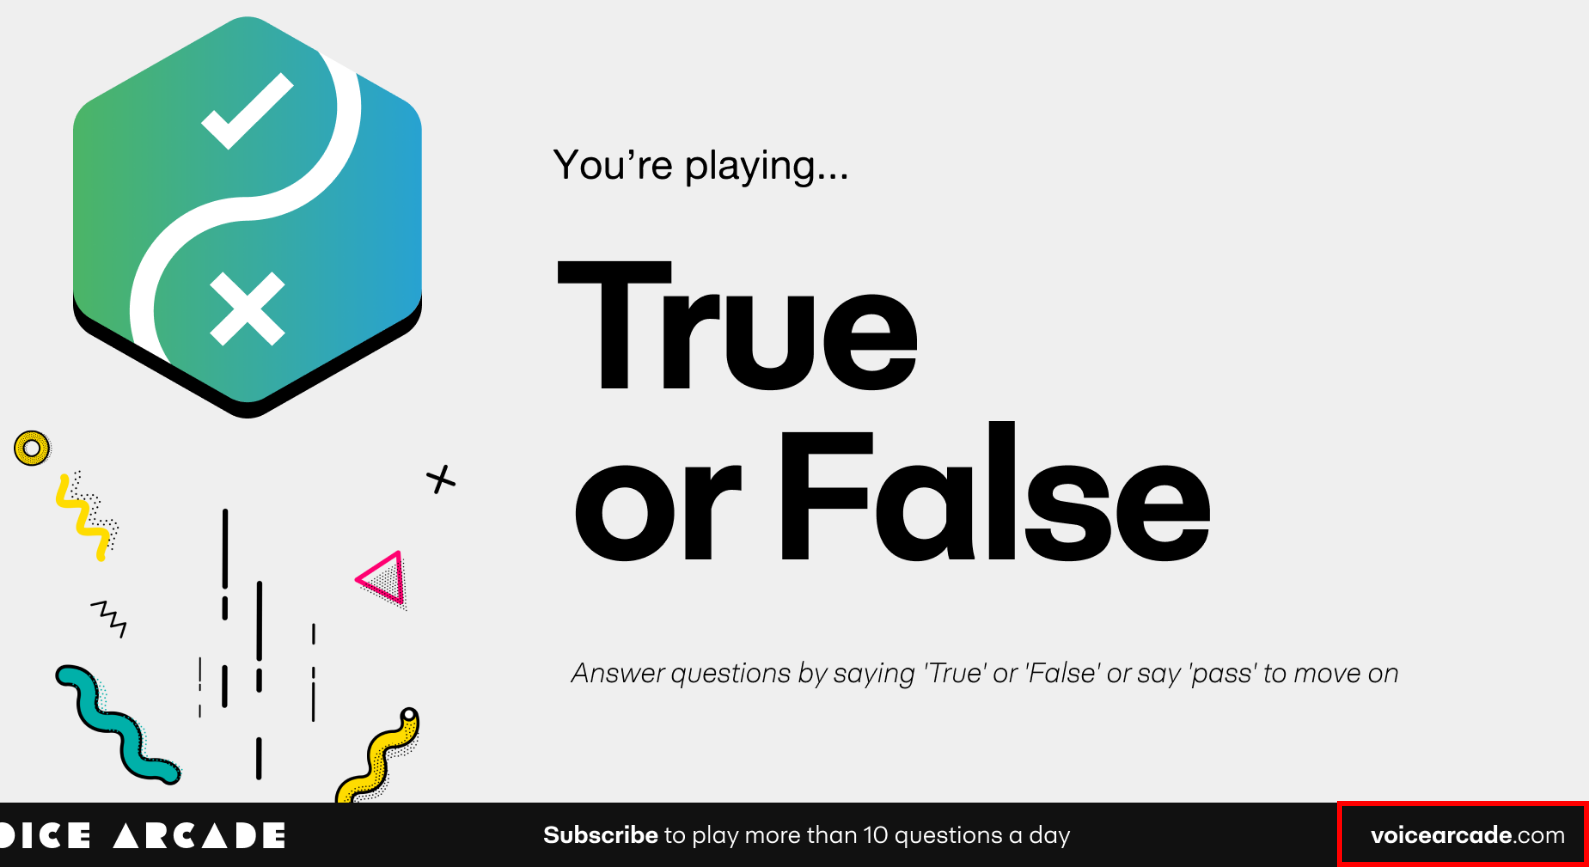 You're playing...
True
or False
Answer questions by saying 'True' or 'False' or say 'pass' to move on
OICE ARCADE
Subscribe to play more than 10 questions a day
voicearcade.com